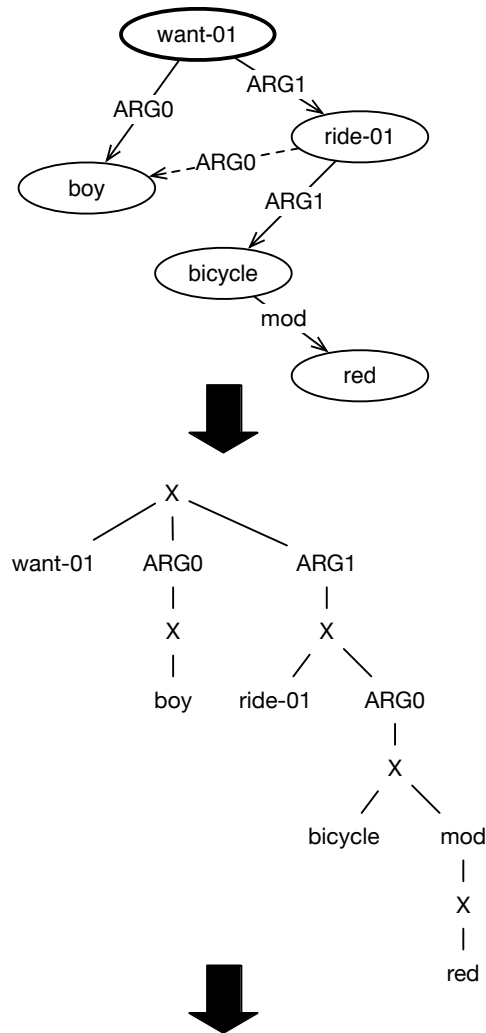 want-01
ARG0 ARG1
ride-01
ARG0
boy
ARG1
bicycle
mod
red
X
want-01 ARG0 ARG1
X X
boy ride-01 ARG0
X
bicycle mod
X
red